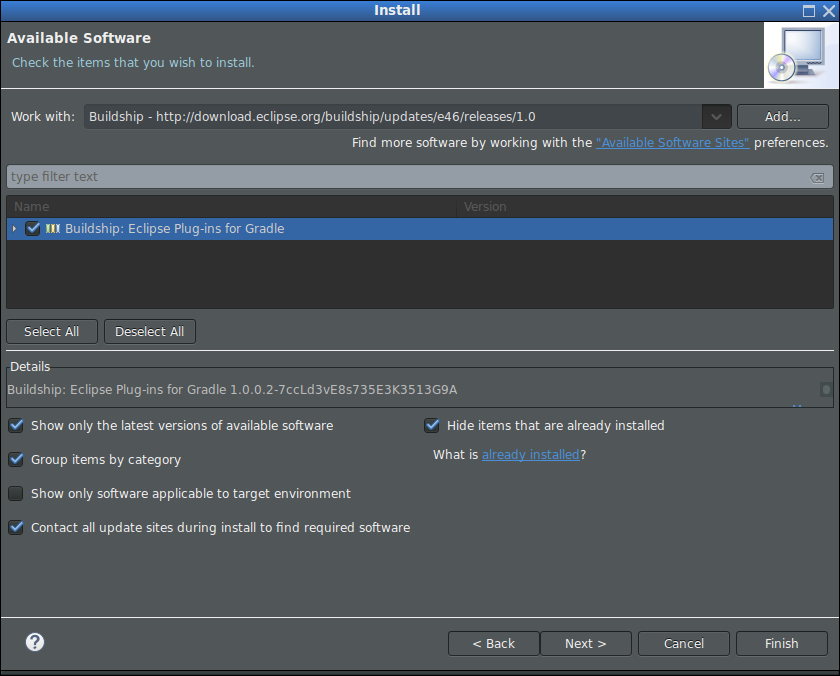 Install
Available Software
Check the items that you wish to install.
Work with: Buildship - http://download.eclipse.org/buildship/updates/e46/releases/1.0 Add...
Find more software by working with the "Available Software Sites" preferences.
type filter text
Name Version
Buildship: Eclipse Plug-ins for Gradle
Select All Deselect All
Details
Buildship: Eclipse Plug-ins for Gradle 1.0.0.2-7ccLd3vE8s735E3K3513G9A
Show only the latest versions of available software Hide items that are already installed
Group items by category What is already installed?
Show only software applicable to target environment
Contact all update sites during install to find required software
? < Back Next > Cancel Finish